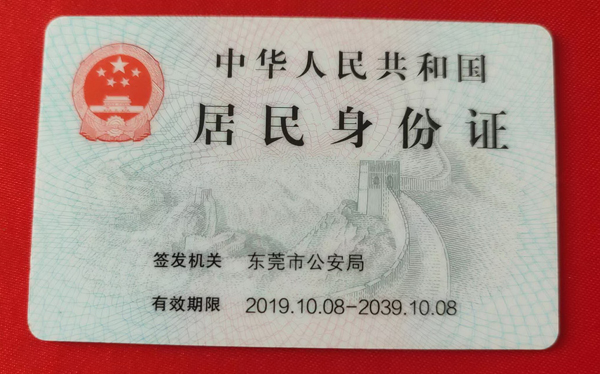 中华人民共和国
居民身份证
签发机关 东莞市公安局
有效期限 2019.10.08-2039.10.08